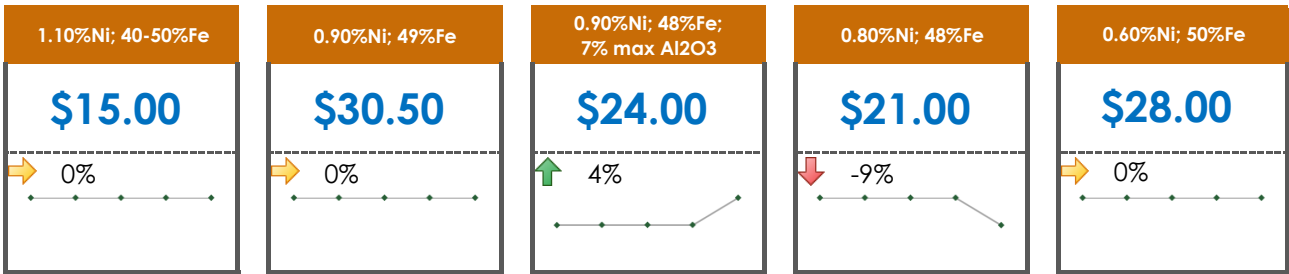 1.10%Ni; 40-50%Fe
$15.00
0%
0.90%Ni; 49%Fe
$30.50
0%
0.90%Ni; 48%Fe;
7% max Al2O3
$24.00
4%
0.80%Ni; 48%Fe
$21.00
-9%
0.60%Ni; 50%Fe
$28.00
0%